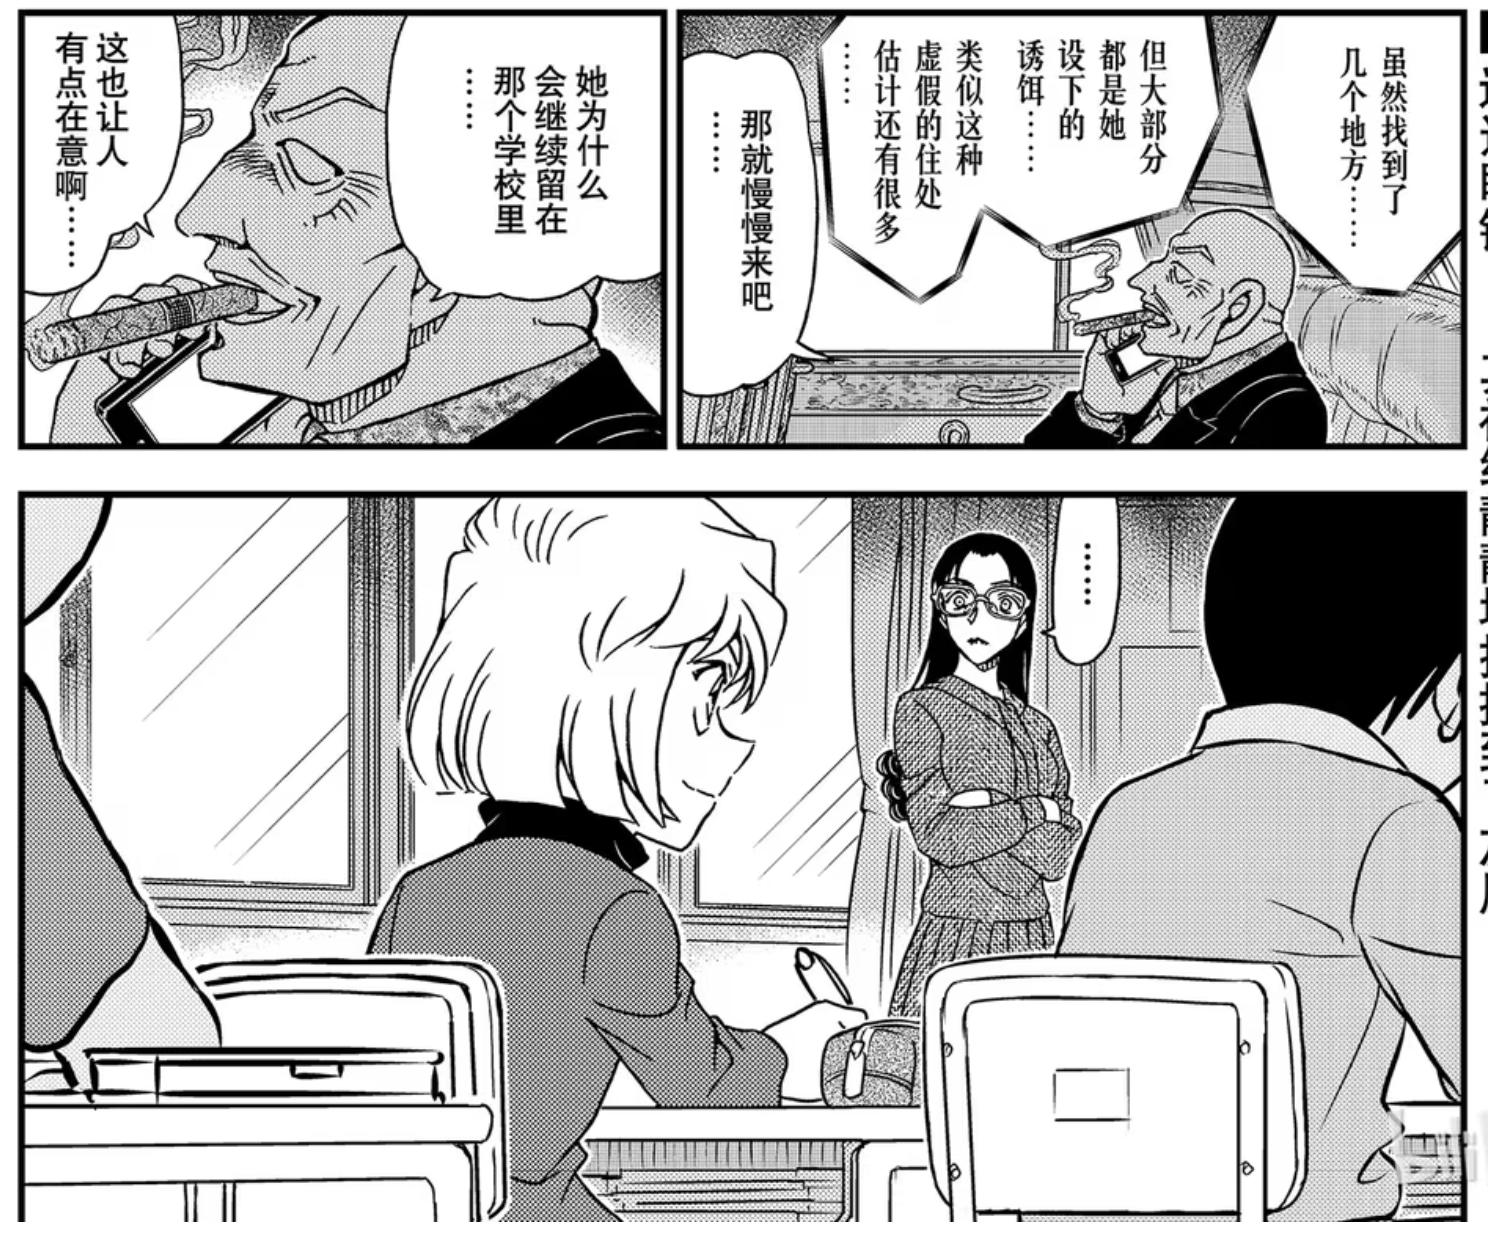 虽然找到了
几个地方……
但大部分
都是她
设下的
诱饵……
类似这种
虚假的住处
估计还有很多
……
那就慢慢来吧
……
她为什么
会继续留在
那个学校里
……
这也让人
有点在意啊……
……